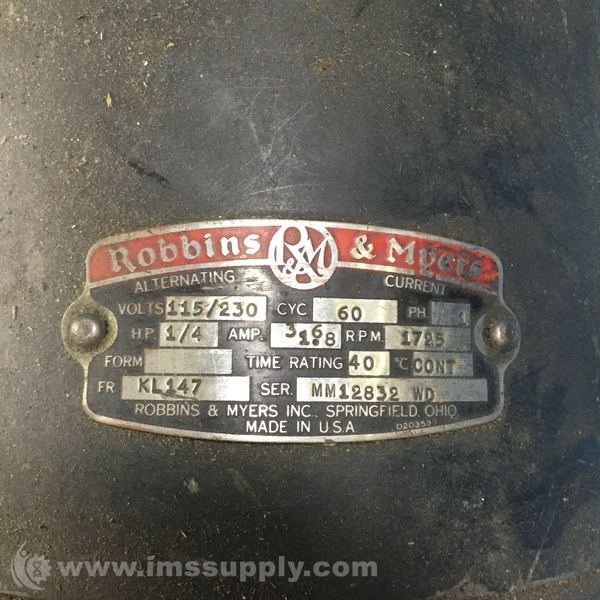 Robbins R&M & Myers
ALTERNATING CURRENT
VOLTS 115/230 CYC 60 PH 1
H.P. 1/4 AMP. 3.6 1.8 R.P.M. 1725
FORM TIME RATING 40 °C CONT
FR KL147 SER. MM12832 WD
ROBBINS & MYERS INC., SPRINGFIELD, OHIO
MADE IN U.S.A. D20353
www.imssupply.com